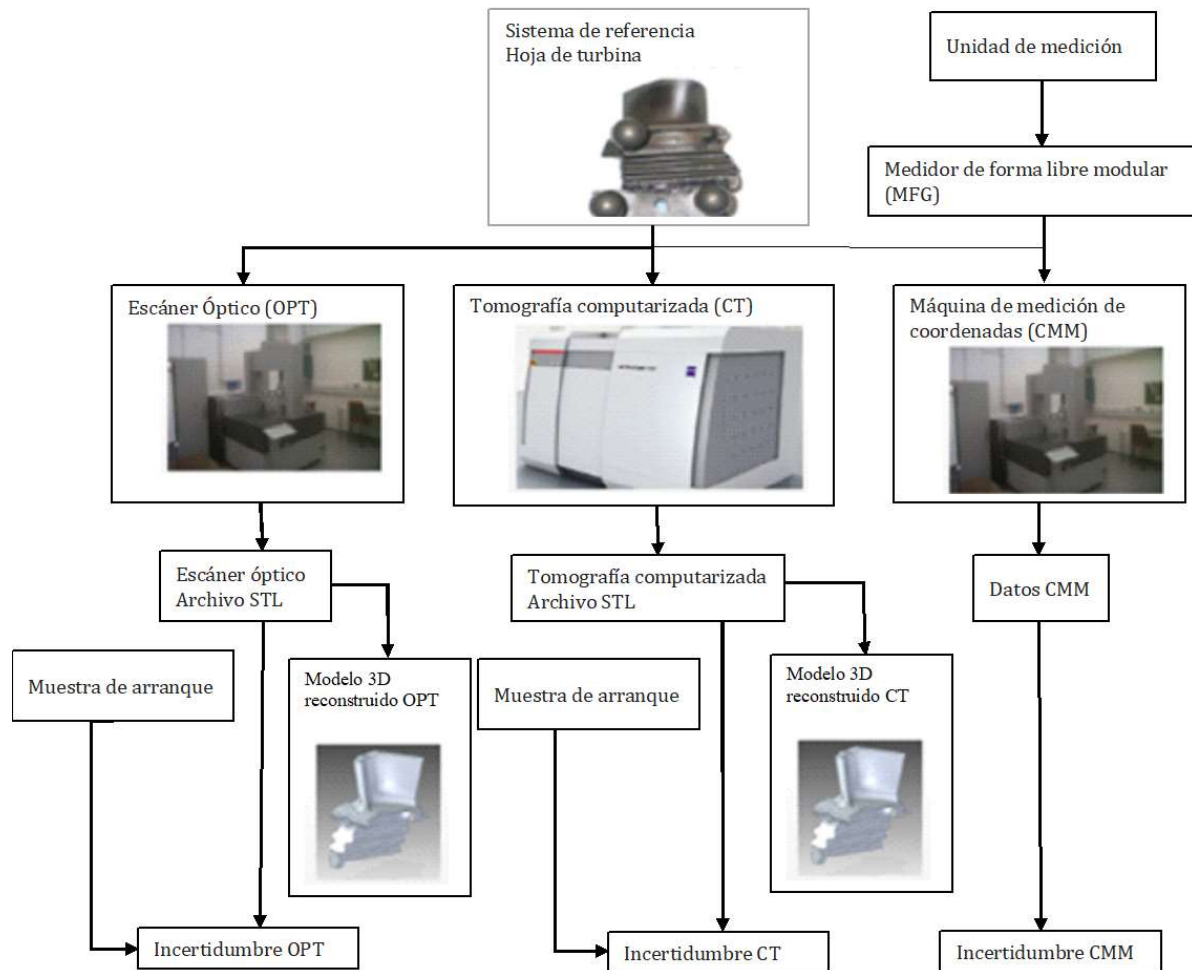 Sistema de referencia
Hoja de turbina
Unidad de medición
Medidor de forma libre modular
(MFG)
Escáner Óptico (OPT)
Tomografía computarizada (CT)
Máquina de medición de
coordenadas (CMM)
Escáner óptico
Archivo STL
Tomografía computarizada
Archivo STL
Datos CMM
Muestra de arranque
Modelo 3D
reconstruido OPT
Muestra de arranque
Modelo 3D
reconstruido CT
Incertidumbre OPT
Incertidumbre CT
Incertidumbre CMM